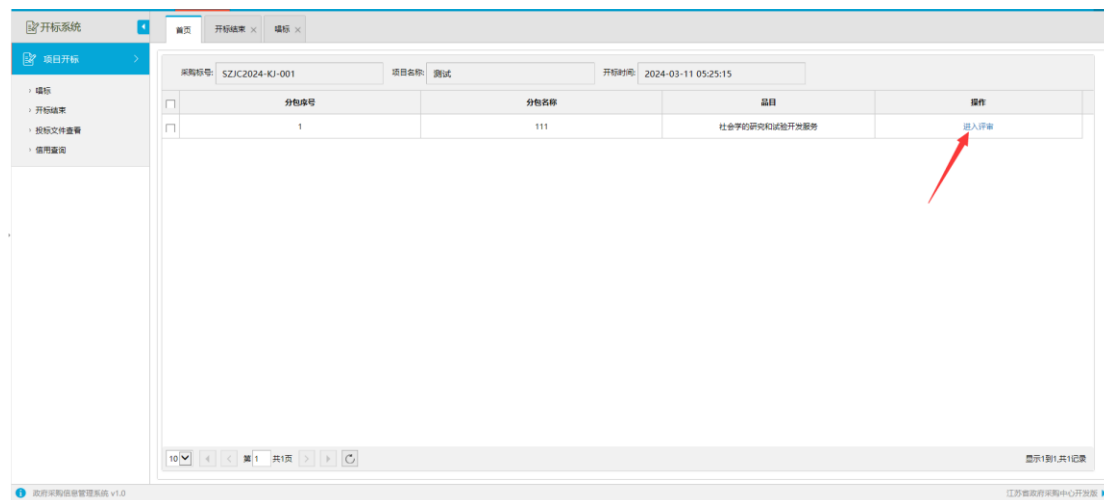 开标系统
首页 开标结束 × 唱标 ×
项目开标
采购标号: SZJC2024-KJ-001 项目名称: 测试 开标时间: 2024-03-11 05:25:15
唱标
开标结束
投标文件查看
信用查询
分包序号 分包名称 品目 操作
1 111 社会学的研究和试验开发服务 进入评审
10 第 1 共1页 显示1到1,共1记录
政府采购信息管理系统 v1.0 江苏省政府采购中心开发版